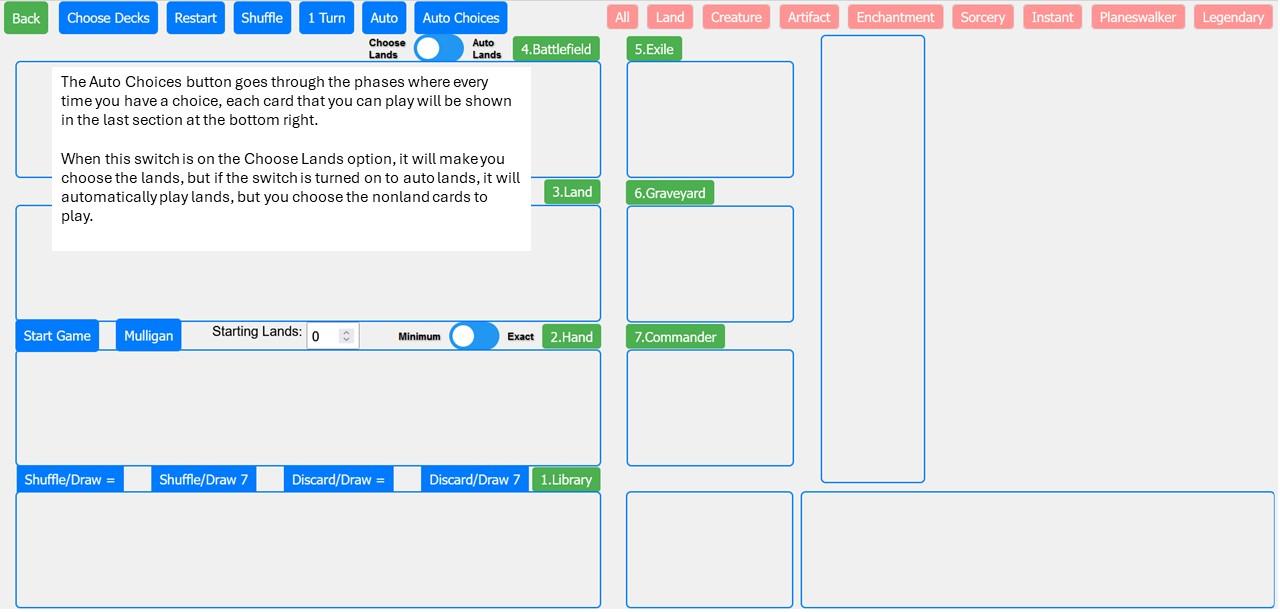 Back Choose Decks Restart Shuffle 1 Turn Auto Auto Choices All Land Creature Artifact Enchantment Sorcery Instant Planeswalker Legendary
Choose Lands Auto Lands 4.Battlefield 5.Exile
The Auto Choices button goes through the phases where every
time you have a choice, each card that you can play will be shown
in the last section at the bottom right.
When this switch is on the Choose Lands option, it will make you
choose the lands, but if the switch is turned on to auto lands, it will
automatically play lands, but you choose the nonland cards to
play.
3.Land 6.Graveyard
Start Game Mulligan Starting Lands: 0 Minimum Exact 2.Hand 7.Commander
Shuffle/Draw = Shuffle/Draw 7 Discard/Draw = Discard/Draw 7 1.Library